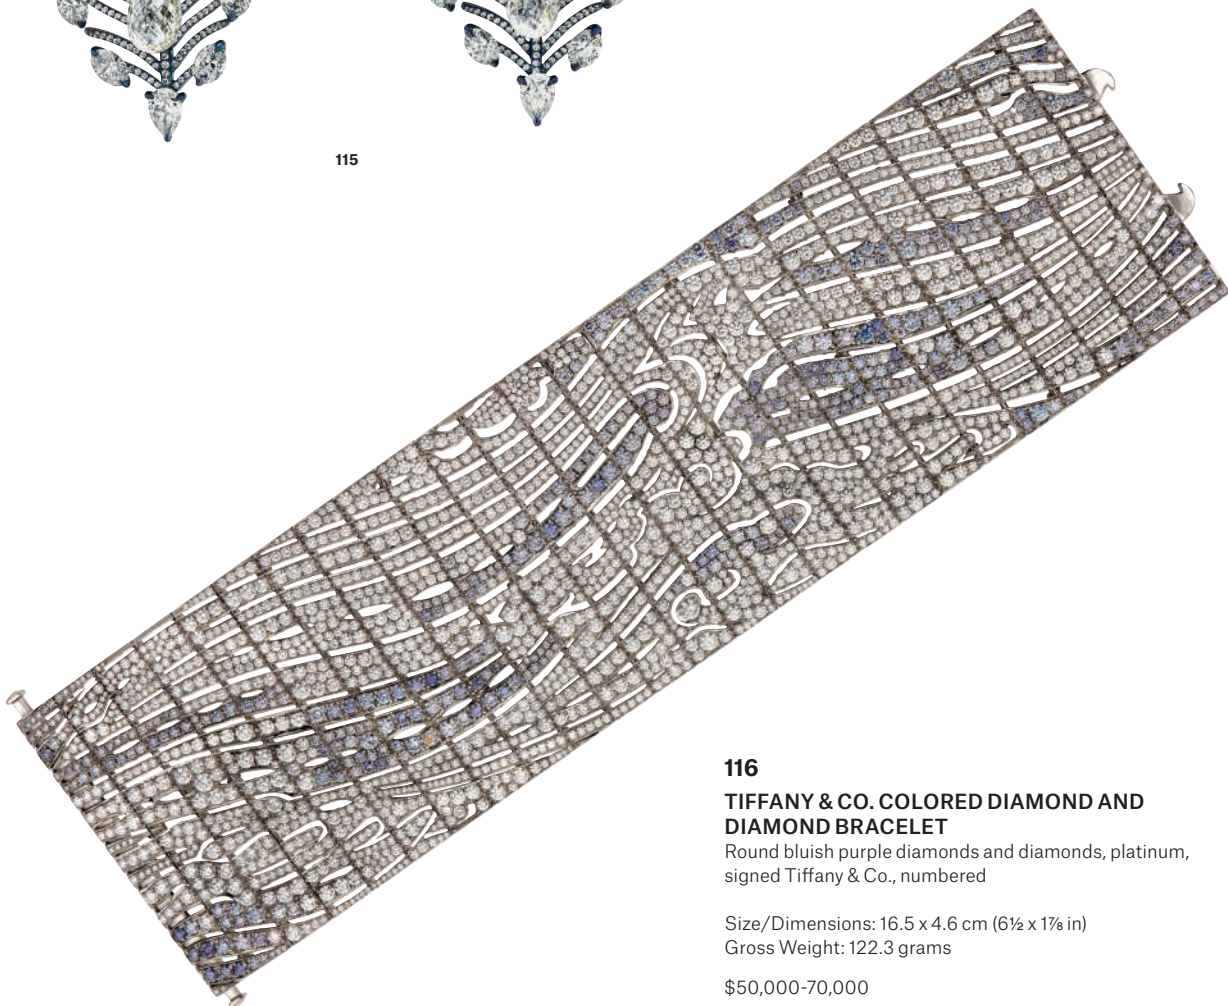 115
116
TIFFANY & CO. COLORED DIAMOND AND
DIAMOND BRACELET
Round bluish purple diamonds and diamonds, platinum,
signed Tiffany & Co., numbered
Size/Dimensions: 16.5 x 4.6 cm (6½ x 1⅞ in)
Gross Weight: 122.3 grams
$50,000-70,000